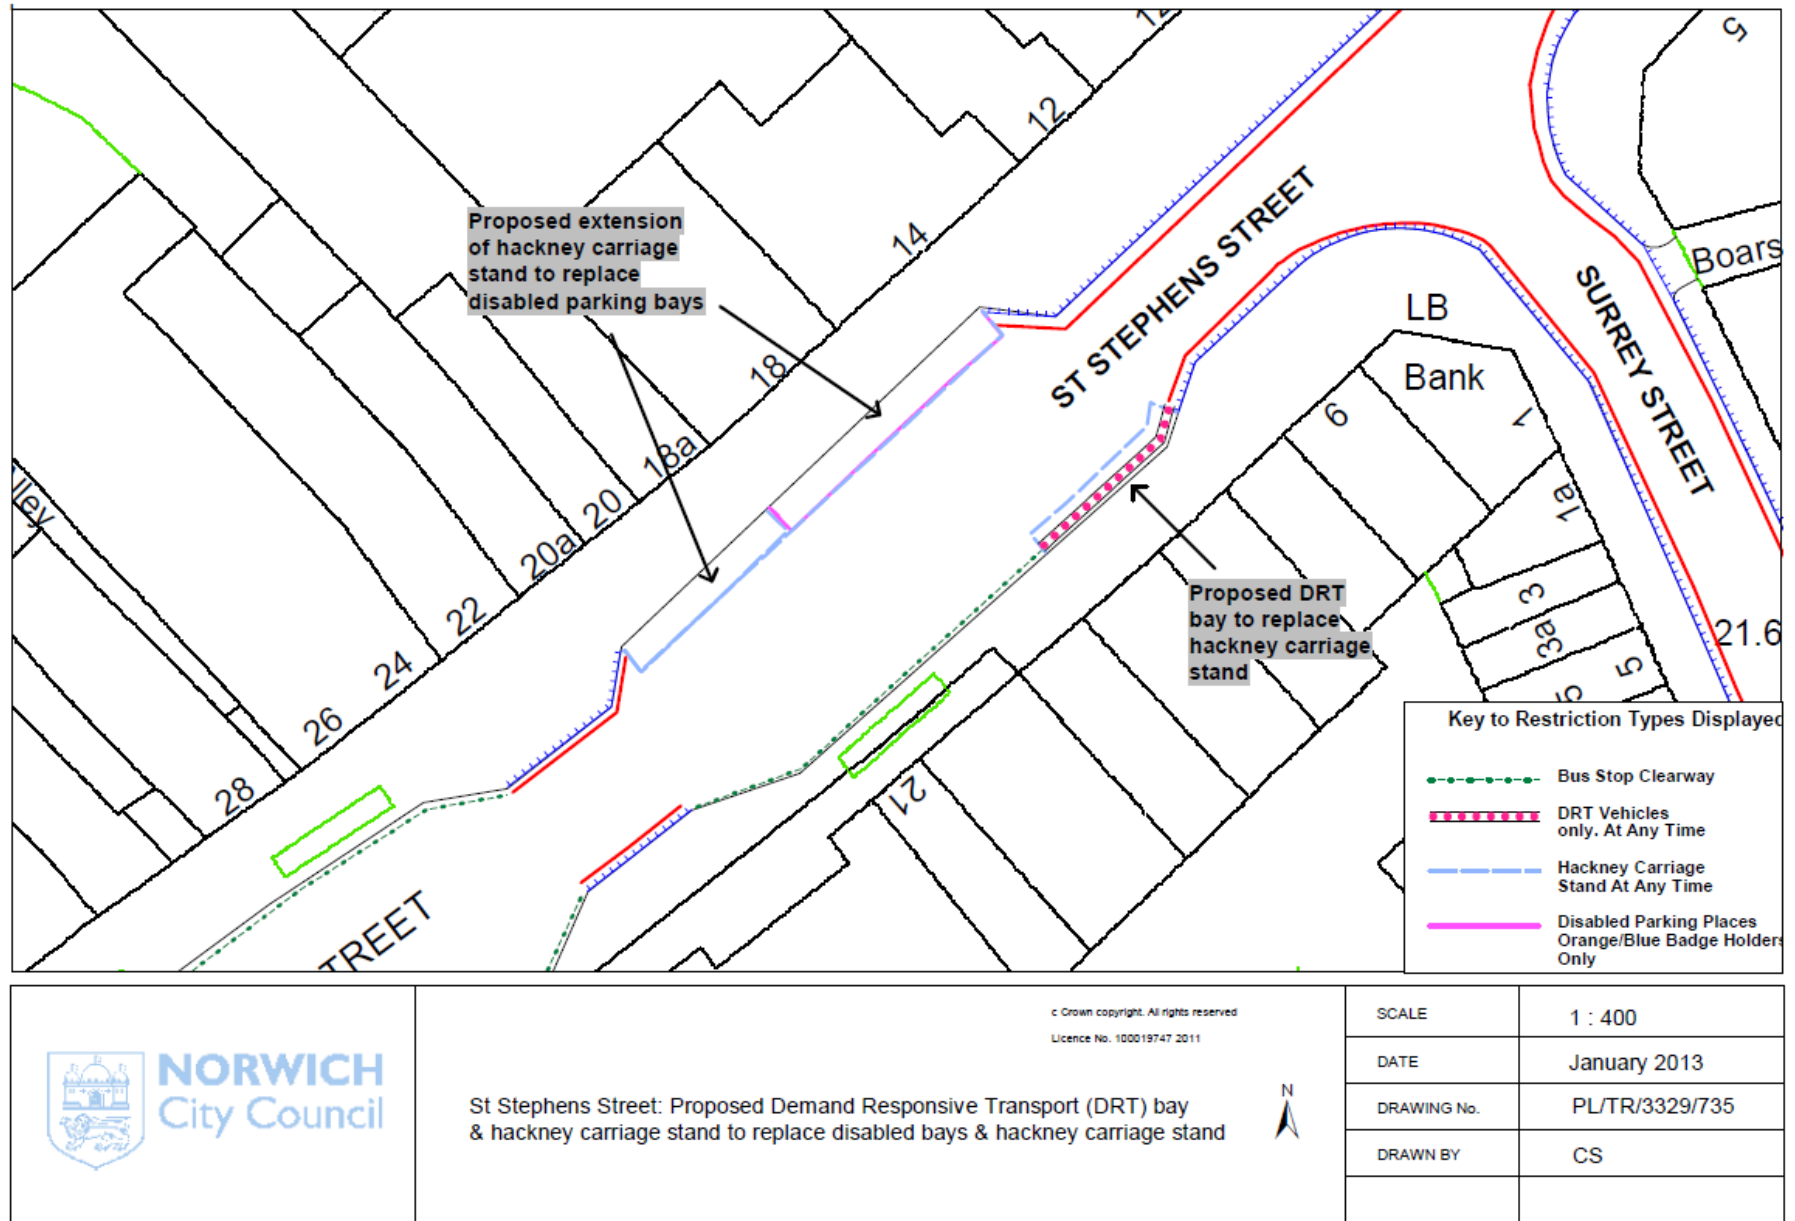 12
5
12
Proposed extension
of hackney carriage
stand to replace
disabled parking bays
14
ST STEPHENS STREET
Boars
LB
SURREY STREET
18
Bank
9
1
18a
lley
20
1a
20a
Proposed DRT
bay to replace
hackney carriage
stand
22
3
3a
21.6
24
5
5
26
28
21
TREET
Key to Restriction Types Displayed
Bus Stop Clearway
DRT Vehicles
only. At Any Time
Hackney Carriage
Stand At Any Time
Disabled Parking Places
Orange/Blue Badge Holders
Only
NORWICH
City Council
c Crown copyright. All rights reserved
Licence No. 100019747 2011
St Stephens Street: Proposed Demand Responsive Transport (DRT) bay
& hackney carriage stand to replace disabled bays & hackney carriage stand
N
SCALE
1 : 400
DATE
January 2013
DRAWING No.
PL/TR/3329/735
DRAWN BY
CS